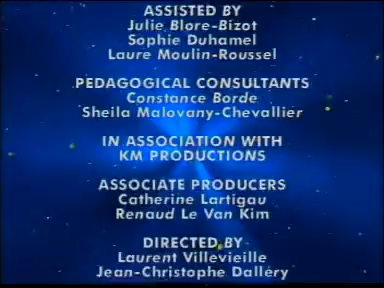 ASSISTED BY
Julie Blore-Bizot
Sophie Duhamel
Laure Moulin-Roussel
PEDAGOGICAL CONSULTANTS
Constance Borde
Sheila Malovany-Chevallier
IN ASSOCIATION WITH
KM PRODUCTIONS
ASSOCIATE PRODUCERS
Catherine Lartigau
Renaud Le Van Kim
DIRECTED BY
Laurent Villevieille
Jean-Christophe Dallery